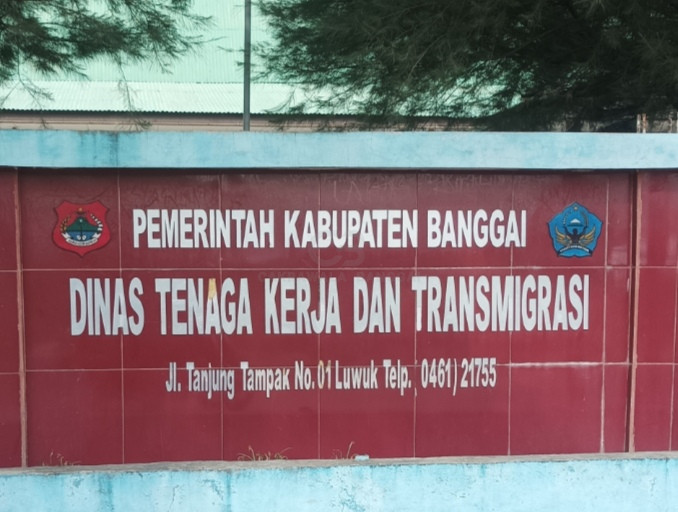 PEMERINTAH KABUPATEN BANGGAI
DINAS TENAGA KERJA DAN TRANSMIGRASI
Jl. Tanjung Tampak No. 01 Luwuk Telp. 0461) 21755